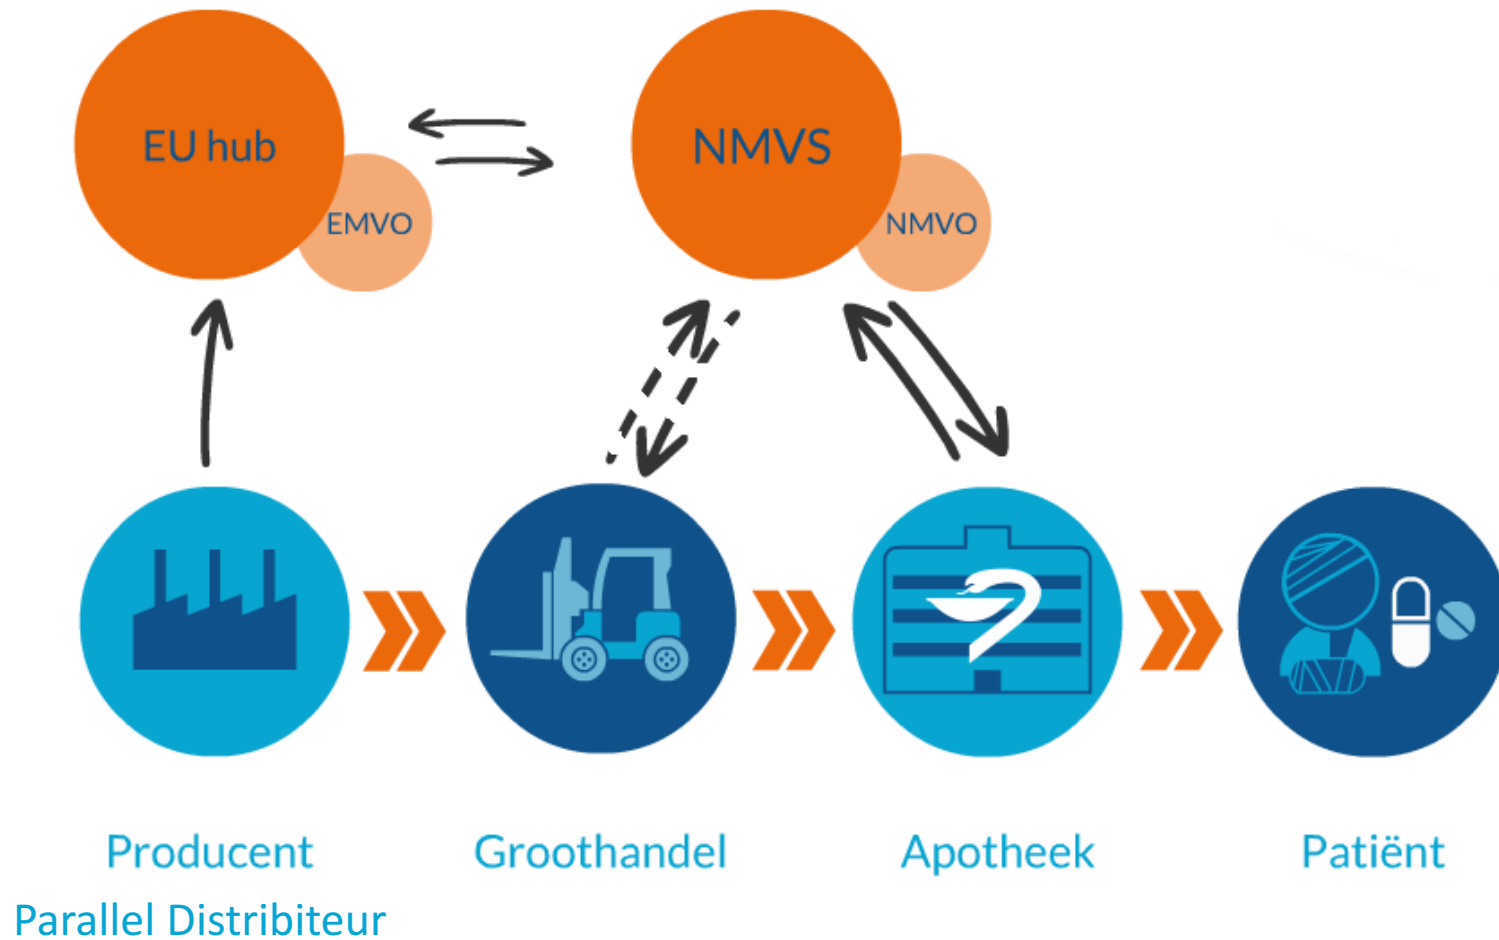 EU hub
EMVO
NMVS
NMVO
Producent
Groothandel
Apotheek
Patiënt
Parallel Distribiteur